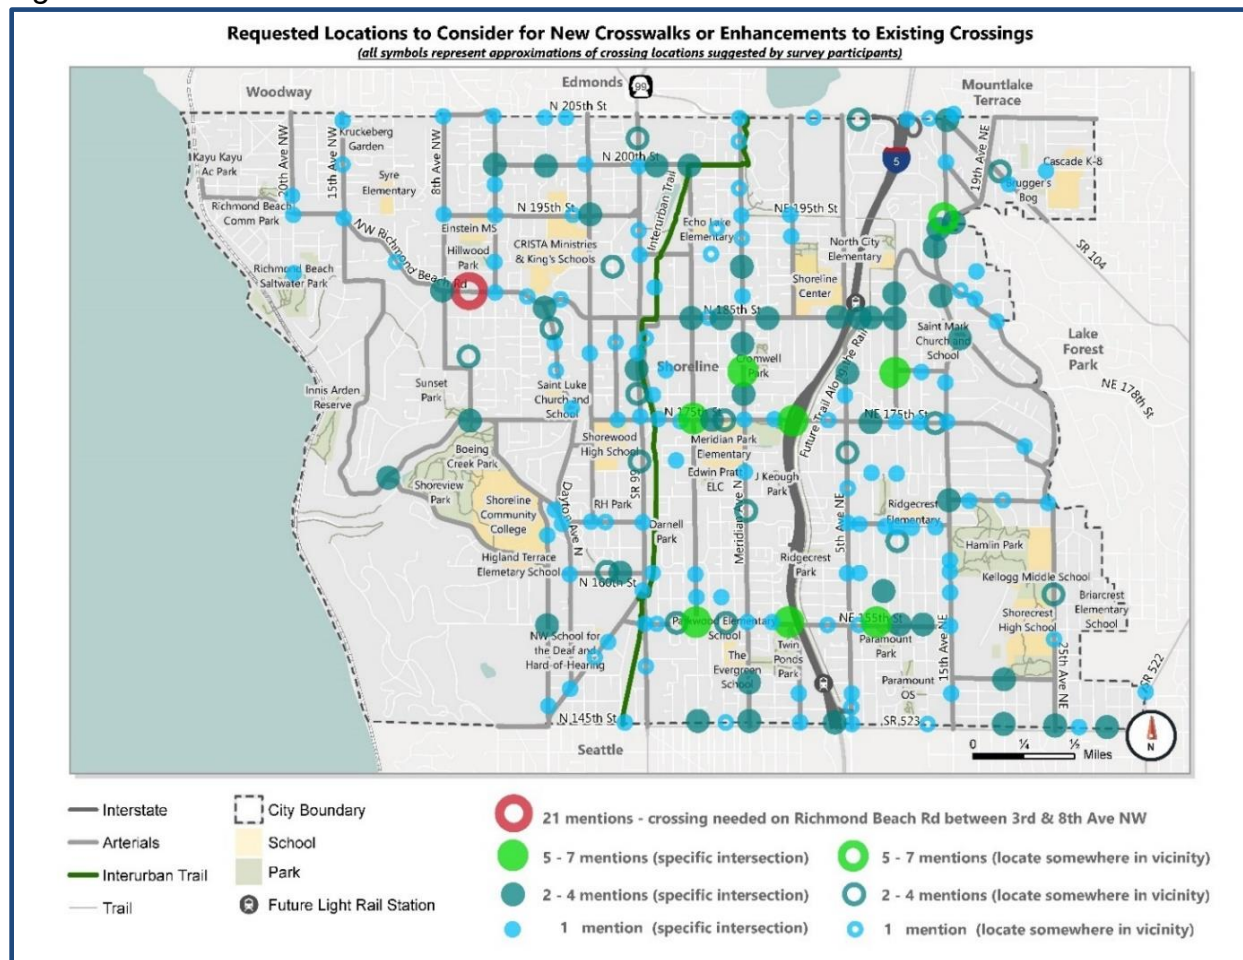 Requested Locations to Consider for New Crosswalks or Enhancements to Existing Crossings
(all symbols represent approximations of crossing locations suggested by survey participants)
Woodway
Edmonds
99
Mountlake
Terrace
N 205th St
Kruckeberg
Garden
Kayu Kayu
Ac Park
20th Ave NW
15th Ave NW
8th Ave NW
Syre
Elementary
N 200th St
5
19th Ave NE
Cascade K-8
Brugger's
Bog
Richmond Beach
Comm Park
N 195th St
NE 195th St
Interurban Trail
Einstein MS
Hillwood
Park
CRISTA Ministries
& King's Schools
Echo Lake
Elementary
North City
Elementary
SR 104
NW Richmond Beach Rd
Richmond Beach
Saltwater Park
Shoreline
Center
N 185th St
Saint Mark
Church and
School
Lake
Forest
Park
Shoreline
Cromwell
Park
Future Trail Along the Rail
Innis Arden
Reserve
Sunset
Park
Saint Luke
Church and
School
NE 178th St
N 175th St
NE 175th St
Shorewood
High School
Meridian Park
Elementary
Boeing
Creek Park
Shoreview
Park
SR 99
Edwin Pratt
ELC
J Keough
Park
Shoreline
Community
College
Dayton Ave N
RH Park
Darnell
Park
Meridian Ave N
5th Ave NE
Ridgecrest
Elementary
Hamlin Park
Higland Terrace
Elemetary School
Ridgecrest
Park
N 160th St
Kellogg Middle School
Briarcrest
Elementary
School
Shorecrest
High School
NW School for
the Deaf and
Hard-of-Hearing
Parkwood Elementary
School
NE 155th St
Paramount
Park
15th Ave NE
25th Ave NE
The
Evergreen
School
Twin
Ponds
Park
Paramount
OS
SR 522
N 145th St
SR 523
Seattle
0 ¼ ½
Miles
N
Interstate
Arterials
Interurban Trail
Trail
City Boundary
School
Park
Future Light Rail Station
21 mentions - crossing needed on Richmond Beach Rd between 3rd & 8th Ave NW
5 - 7 mentions (specific intersection)
5 - 7 mentions (locate somewhere in vicinity)
2 - 4 mentions (specific intersection)
2 - 4 mentions (locate somewhere in vicinity)
1 mention (specific intersection)
1 mention (locate somewhere in vicinity)